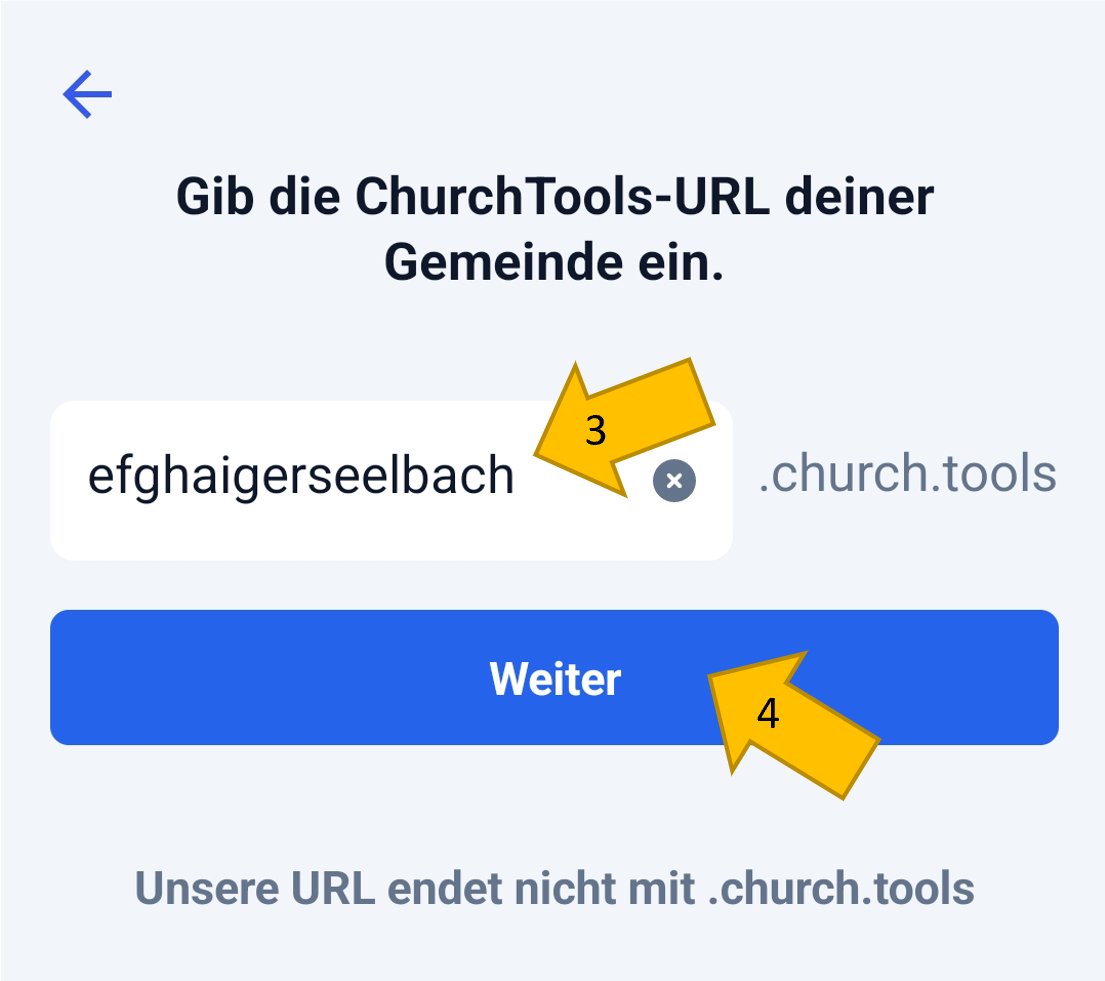 Gib die ChurchTools-URL deiner
Gemeinde ein.
3
efghaigerseelbach .church.tools
Weiter
4
Unsere URL endet nicht mit .church.tools